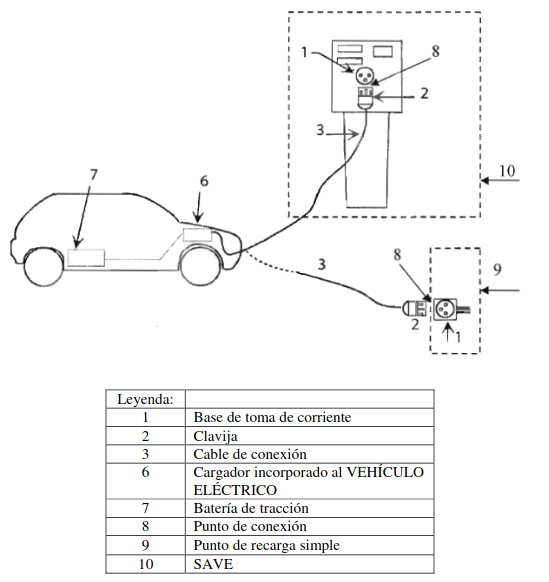 1
8
2
3
10
7
6
3
8
9
2
1
Leyenda:
1 Base de toma de corriente
2 Clavija
3 Cable de conexión
6 Cargador incorporado al VEHÍCULO
ELÉCTRICO
7 Batería de tracción
8 Punto de conexión
9 Punto de recarga simple
10 SAVE